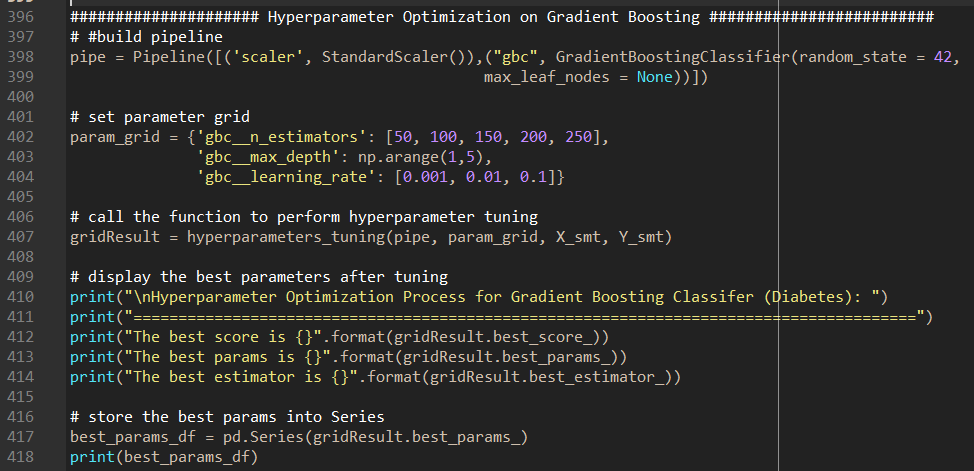 395
396 ##################### Hyperparameter Optimization on Gradient Boosting #########################
397 # #build pipeline
398 pipe = Pipeline([('scaler', StandardScaler()),("gbc", GradientBoostingClassifier(random_state = 42,
399 max_leaf_nodes = None))])
400
401 # set parameter grid
402 param_grid = {'gbc__n_estimators': [50, 100, 150, 200, 250],
403 'gbc__max_depth': np.arange(1,5),
404 'gbc__learning_rate': [0.001, 0.01, 0.1]}
405
406 # call the function to perform hyperparameter tuning
407 gridResult = hyperparameters_tuning(pipe, param_grid, X_smt, Y_smt)
408
409 # display the best parameters after tuning
410 print("\nHyperparameter Optimization Process for Gradient Boosting Classifer (Diabetes): ")
411 print("=======================================================================================")
412 print("The best score is {}".format(gridResult.best_score_))
413 print("The best params is {}".format(gridResult.best_params_))
414 print("The best estimator is {}".format(gridResult.best_estimator_))
415
416 # store the best params into Series
417 best_params_df = pd.Series(gridResult.best_params_)
418 print(best_params_df)